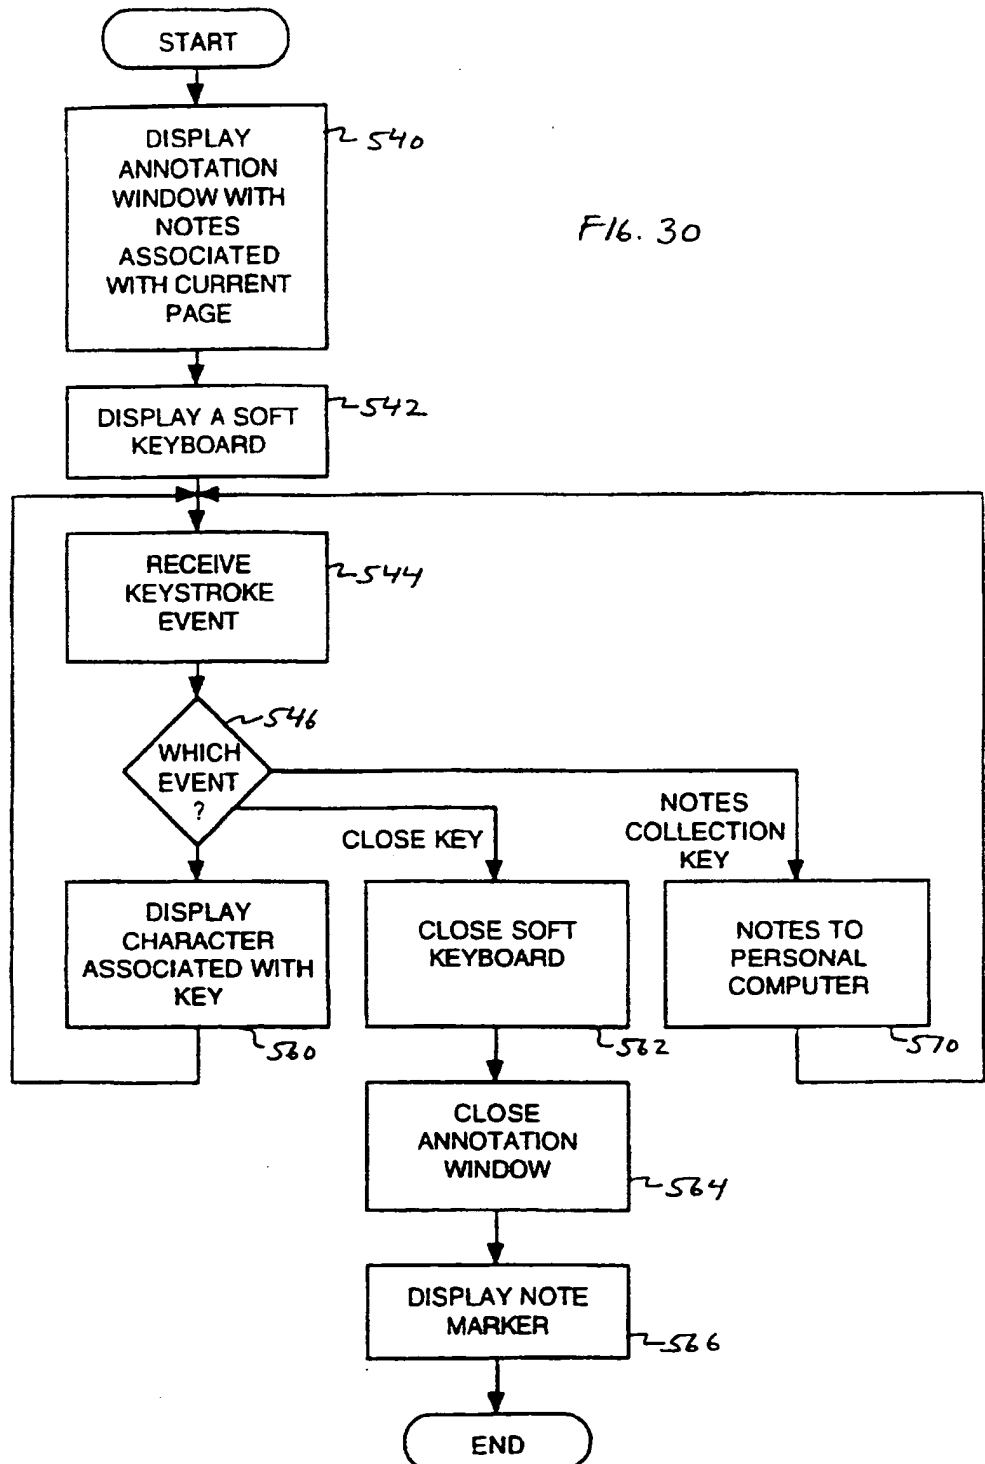 START
DISPLAY
ANNOTATION
WINDOW WITH
NOTES
ASSOCIATED
WITH CURRENT
PAGE
540
FIG. 30
DISPLAY A SOFT
KEYBOARD
542
RECEIVE
KEYSTROKE
EVENT
544
546
WHICH
EVENT
?
CLOSE KEY
NOTES
COLLECTION
KEY
DISPLAY
CHARACTER
ASSOCIATED WITH
KEY
560
CLOSE SOFT
KEYBOARD
562
NOTES TO
PERSONAL
COMPUTER
570
CLOSE
ANNOTATION
WINDOW
564
DISPLAY NOTE
MARKER
566
END